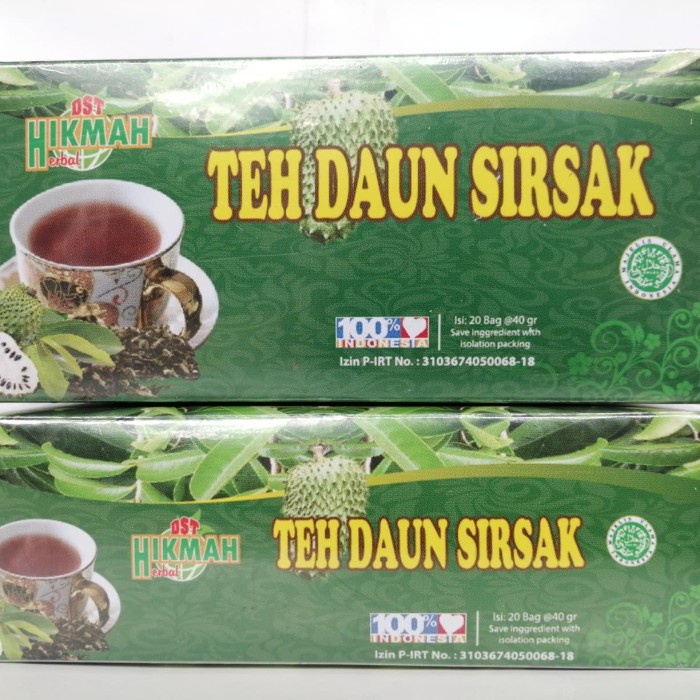 DST
HIKMAH
Herbal
TEH DAUN SIRSAK
100%
INDONESIA
Isi: 20 Bag @40 gr
Save inggredient with
isolation packing
Izin P-IRT No. : 3103674050068-18
DST
HIKMAH
Herbal
TEH DAUN SIRSAK
100%
INDONESIA
Isi: 20 Bag @40 gr
Save inggredient with
isolation packing
Izin P-IRT No. : 3103674050068-18